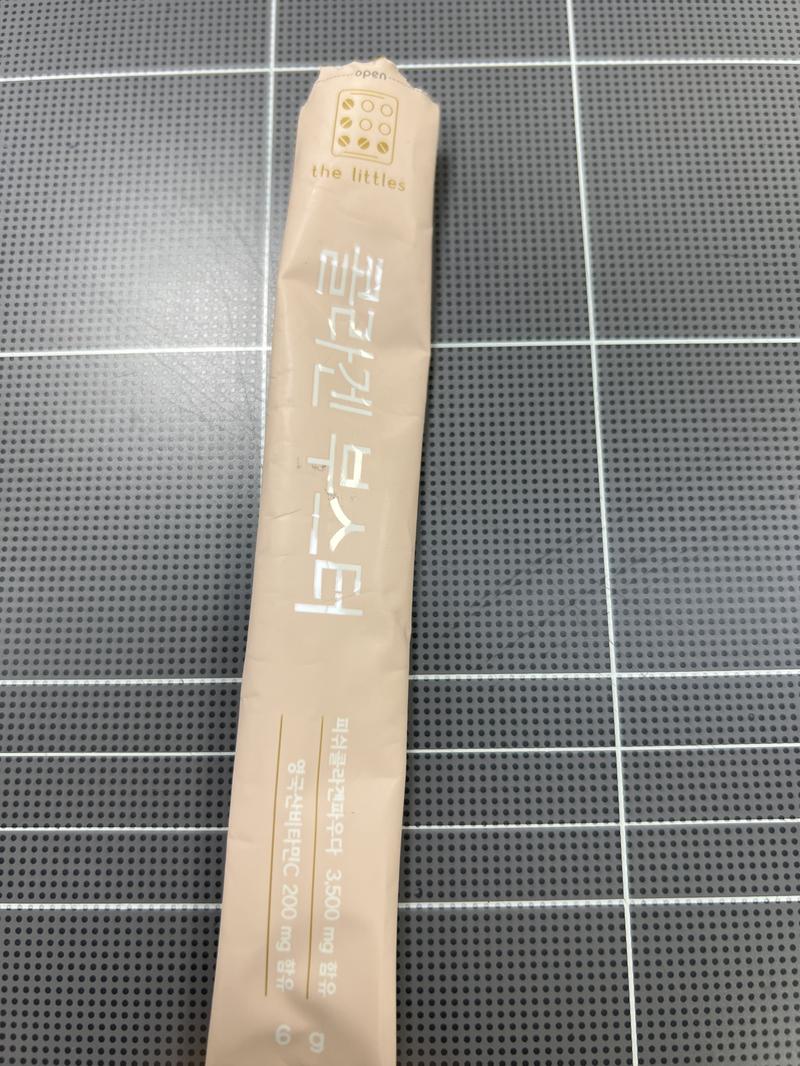 open
the littles
콜라겐 부스터
피쉬콜라겐파우더 3,500 mg 함유
영국산비타민C 200 mg 함유